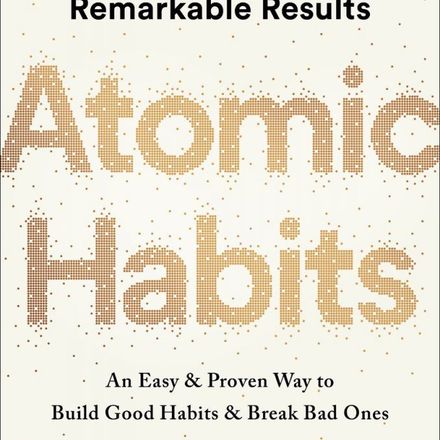 Remarkable Results
Atomic
Habits
An Easy & Proven Way to
Build Good Habits & Break Bad Ones